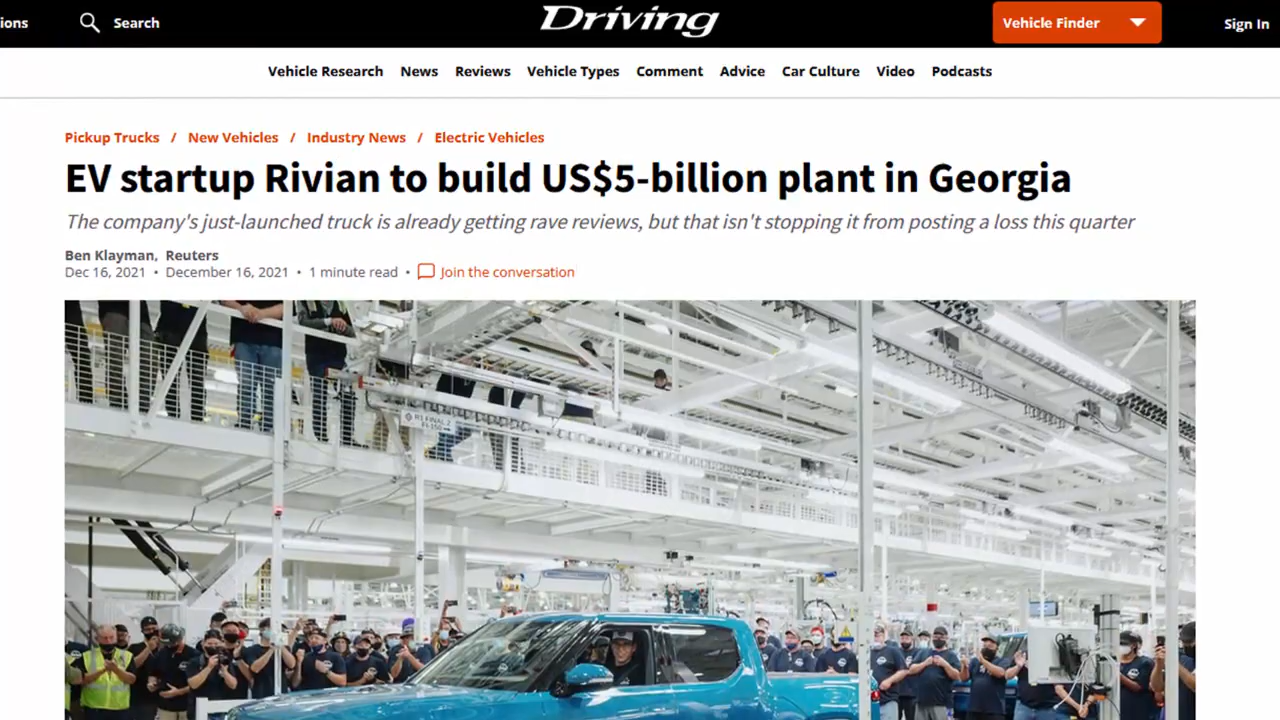 ions
Search
Driving
Vehicle Finder
Sign In
Vehicle Research
News
Reviews
Vehicle Types
Comment
Advice
Car Culture
Video
Podcasts
Pickup Trucks / New Vehicles / Industry News / Electric Vehicles
EV startup Rivian to build US$5-billion plant in Georgia
The company's just-launched truck is already getting rave reviews, but that isn't stopping it from posting a loss this quarter
Ben Klayman, Reuters
Dec 16, 2021 • December 16, 2021 • 1 minute read • Join the conversation